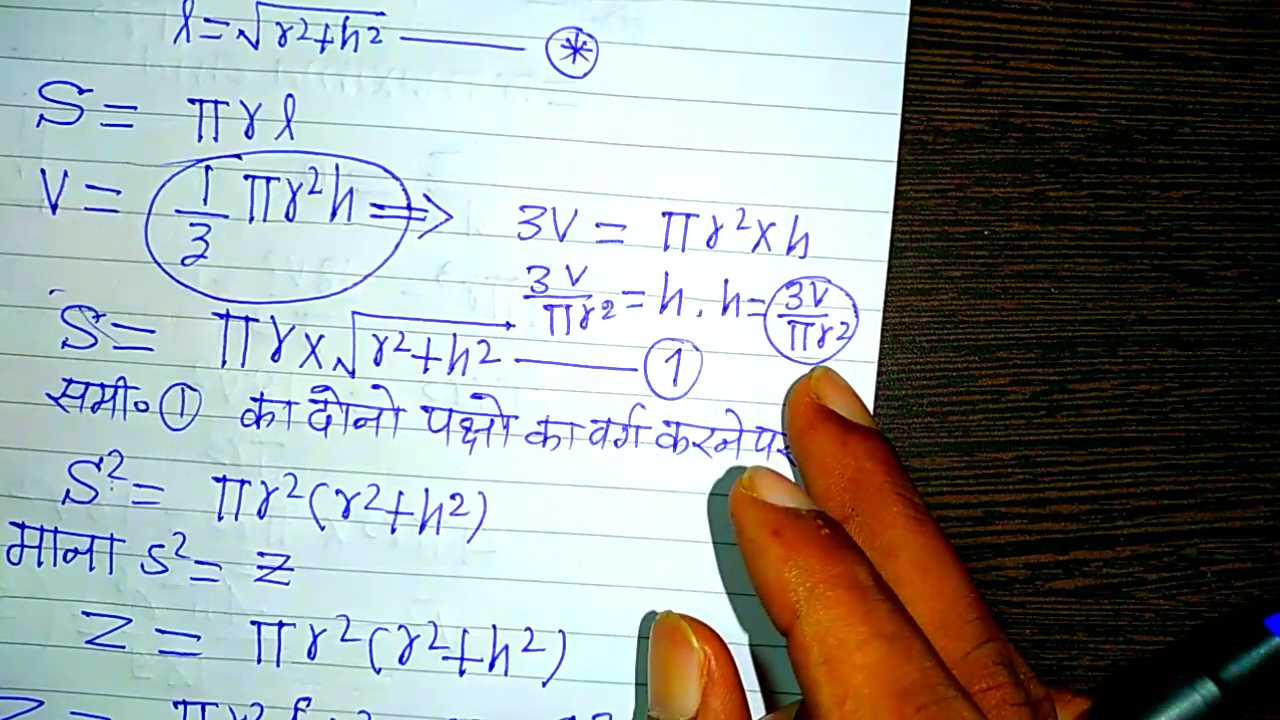 l = √r²+h² ——— *
S = πrl
V = 1/3 πr²h ⇒ 3V = πr²×h
3V/πr² = h, h = 3V/πr²
S = πr×√r²+h² ——— ①
समी० ① का दोनो पक्षो का वर्ग करने पर
S² = πr²(r²+h²)
माना s² = z
Z = πr²(r²+h²)